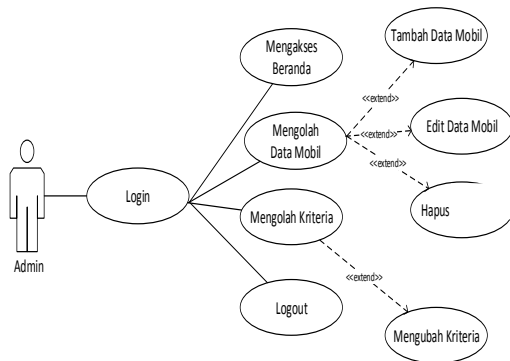 Tambah Data Mobil
Mengakses
Beranda
<<extend>>
Mengolah
Data Mobil
<<extend>>
Edit Data Mobil
<<extend>>
Login
Admin
Mengolah Kriteria
Hapus
<<extend>>
Logout
Mengubah Kriteria